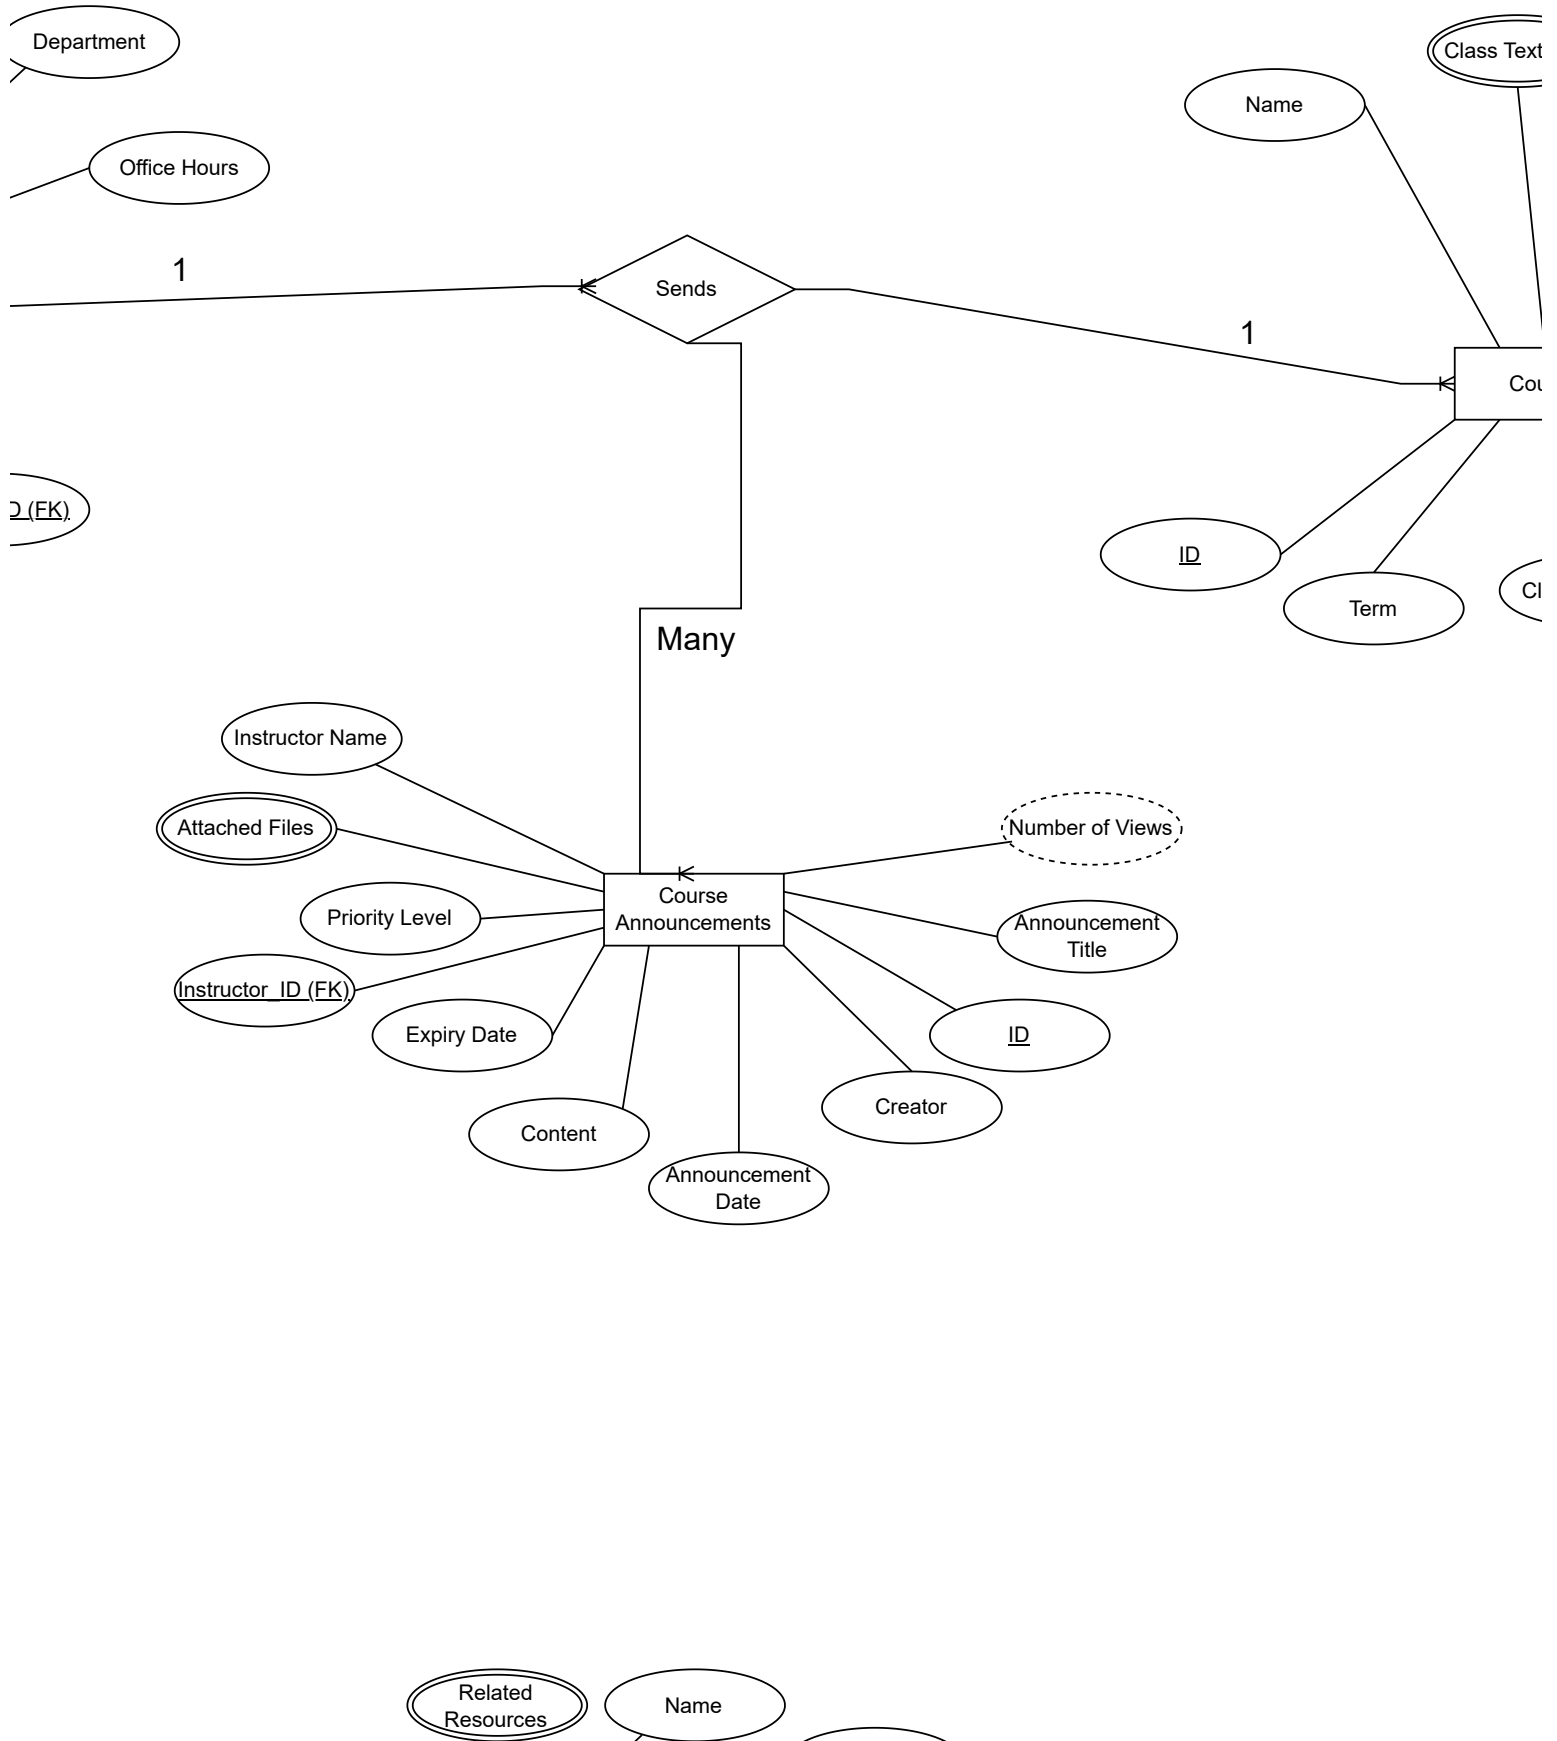 Department
Class Text
Name
Office Hours
1
Sends
1
ID (FK)
ID
Term
Many
Instructor Name
Attached Files
Number of Views
Course
Announcements
Priority Level
Announcement
Title
Instructor_ID (FK)
Expiry Date
ID
Creator
Content
Announcement
Date
Related
Resources
Name